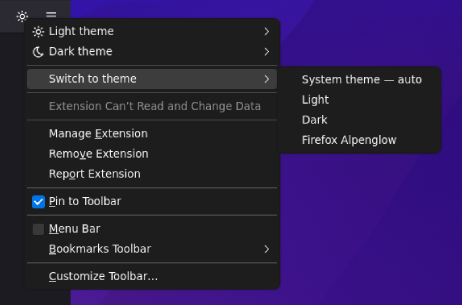 Light theme
Dark theme
Switch to theme
System theme — auto
Light
Dark
Firefox Alpenglow
Extension Can't Read and Change Data
Manage Extension
Remove Extension
Report Extension
Pin to Toolbar
Menu Bar
Bookmarks Toolbar
Customize Toolbar...